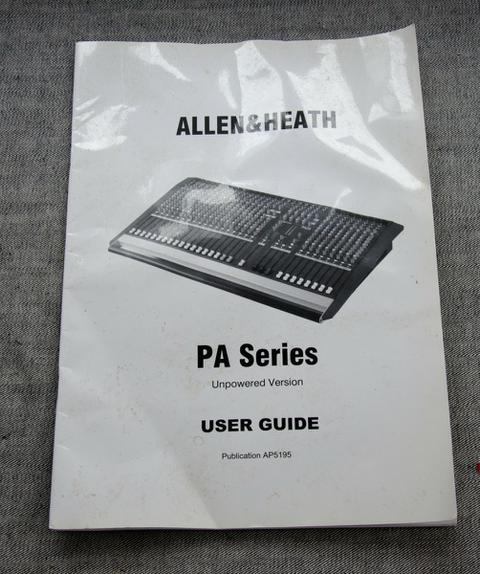 ALLEN&HEATH
PA Series
Unpowered Version
USER GUIDE
Publication AP5195